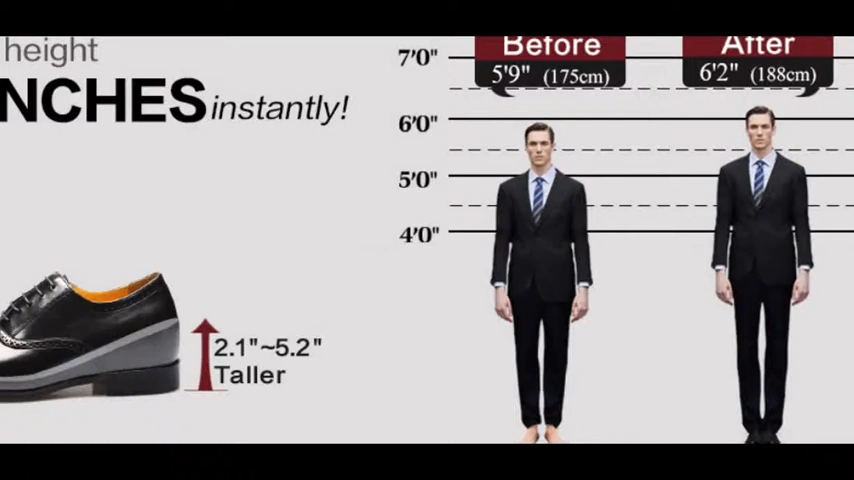 height
NCHES instantly!
2.1"~5.2"
Taller
Before
5'9" (175cm)
After
6'2" (188cm)
7'0"
6'0"
5'0"
4'0"